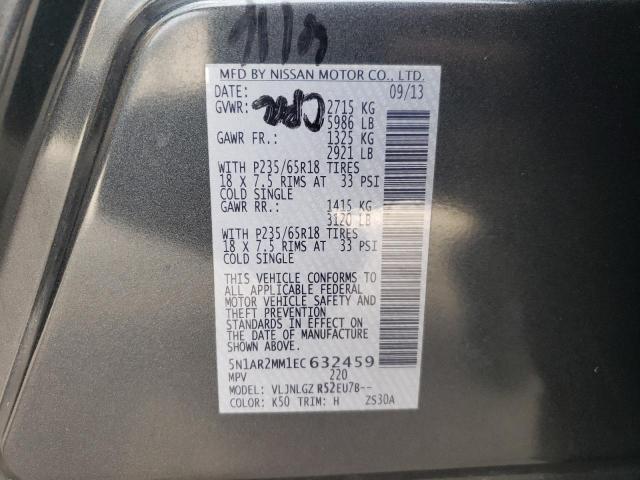 MFD BY NISSAN MOTOR CO., LTD.
DATE: 09/13
GVWR: 2715 KG
5986 LB
GAWR FR.: 1325 KG
2921 LB
WITH P235/65R18 TIRES
18 X 7.5 RIMS AT 33 PSI
COLD SINGLE
GAWR RR.: 1415 KG
3120 LB
WITH P235/65R18 TIRES
18 X 7.5 RIMS AT 33 PSI
COLD SINGLE
THIS VEHICLE CONFORMS TO
ALL APPLICABLE FEDERAL
MOTOR VEHICLE SAFETY AND
THEFT PREVENTION
STANDARDS IN EFFECT ON
THE DATE OF MANUFACTURE
SHOWN ABOVE.
5N1AR2MM1EC632459
MPV 220
MODEL: VLJNLGZ R52EU78--
COLOR: K50 TRIM: H ZS30A